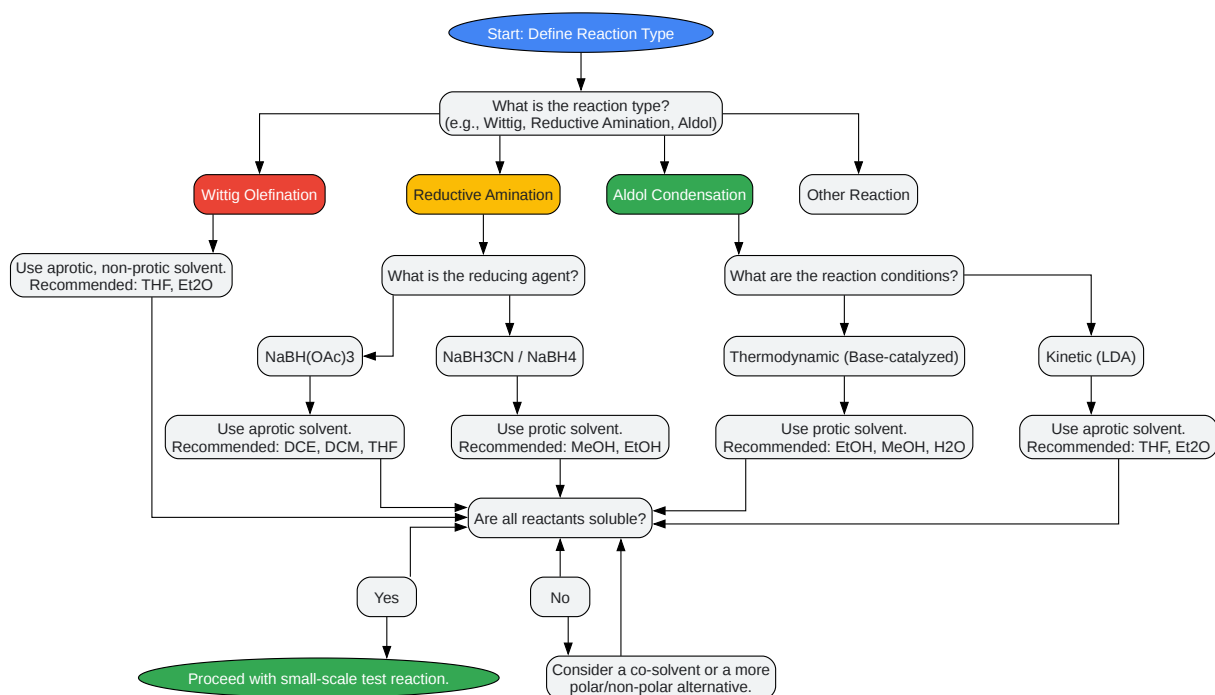 Start: Define Reaction Type
What is the reaction type?
(e.g., Wittig, Reductive Amination, Aldol)
Wittig Olefination
Reductive Amination
Aldol Condensation
Other Reaction
Use aprotic, non-protic solvent.
Recommended: THF, Et2O
What is the reducing agent?
What are the reaction conditions?
NaBH(OAc)3
NaBH3CN / NaBH4
Thermodynamic (Base-catalyzed)
Kinetic (LDA)
Use aprotic solvent.
Recommended: DCE, DCM, THF
Use protic solvent.
Recommended: MeOH, EtOH
Use protic solvent.
Recommended: EtOH, MeOH, H2O
Use aprotic solvent.
Recommended: THF, Et2O
Are all reactants soluble?
Yes
No
Proceed with small-scale test reaction.
Consider a co-solvent or a more
polar/non-polar alternative.